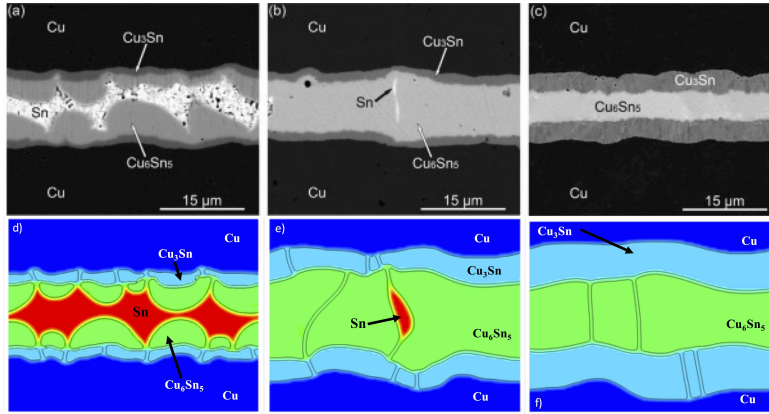 (a)
Cu
Cu₃Sn
Sn
Cu₆Sn₅
Cu
15 µm
(b)
Cu
Cu₃Sn
Sn
Cu₆Sn₅
Cu
15 µm
(c)
Cu
Cu₃Sn
Cu₆Sn₅
Cu
15 µm
d)
Cu
Cu₃Sn
Sn
Cu₆Sn₅
Cu
e)
Cu
Cu₃Sn
Sn
Cu₆Sn₅
Cu
Cu₃Sn
Cu
Cu₆Sn₅
f)
Cu